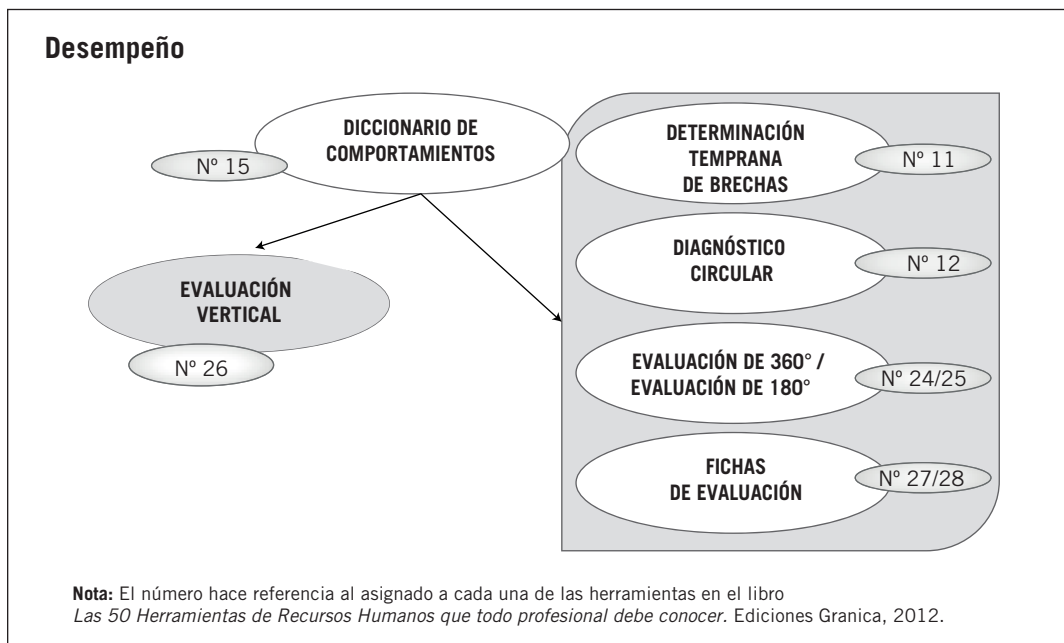 Desempeño
DICCIONARIO DE
COMPORTAMIENTOS
Nº 15
EVALUACIÓN
VERTICAL
Nº 26
DETERMINACIÓN
TEMPRANA
DE BRECHAS
Nº 11
DIAGNÓSTICO
CIRCULAR
Nº 12
EVALUACIÓN DE 360° /
EVALUACIÓN DE 180°
Nº 24/25
FICHAS
DE EVALUACIÓN
Nº 27/28
Nota: El número hace referencia al asignado a cada una de las herramientas en el libro
Las 50 Herramientas de Recursos Humanos que todo profesional debe conocer. Ediciones Granica, 2012.